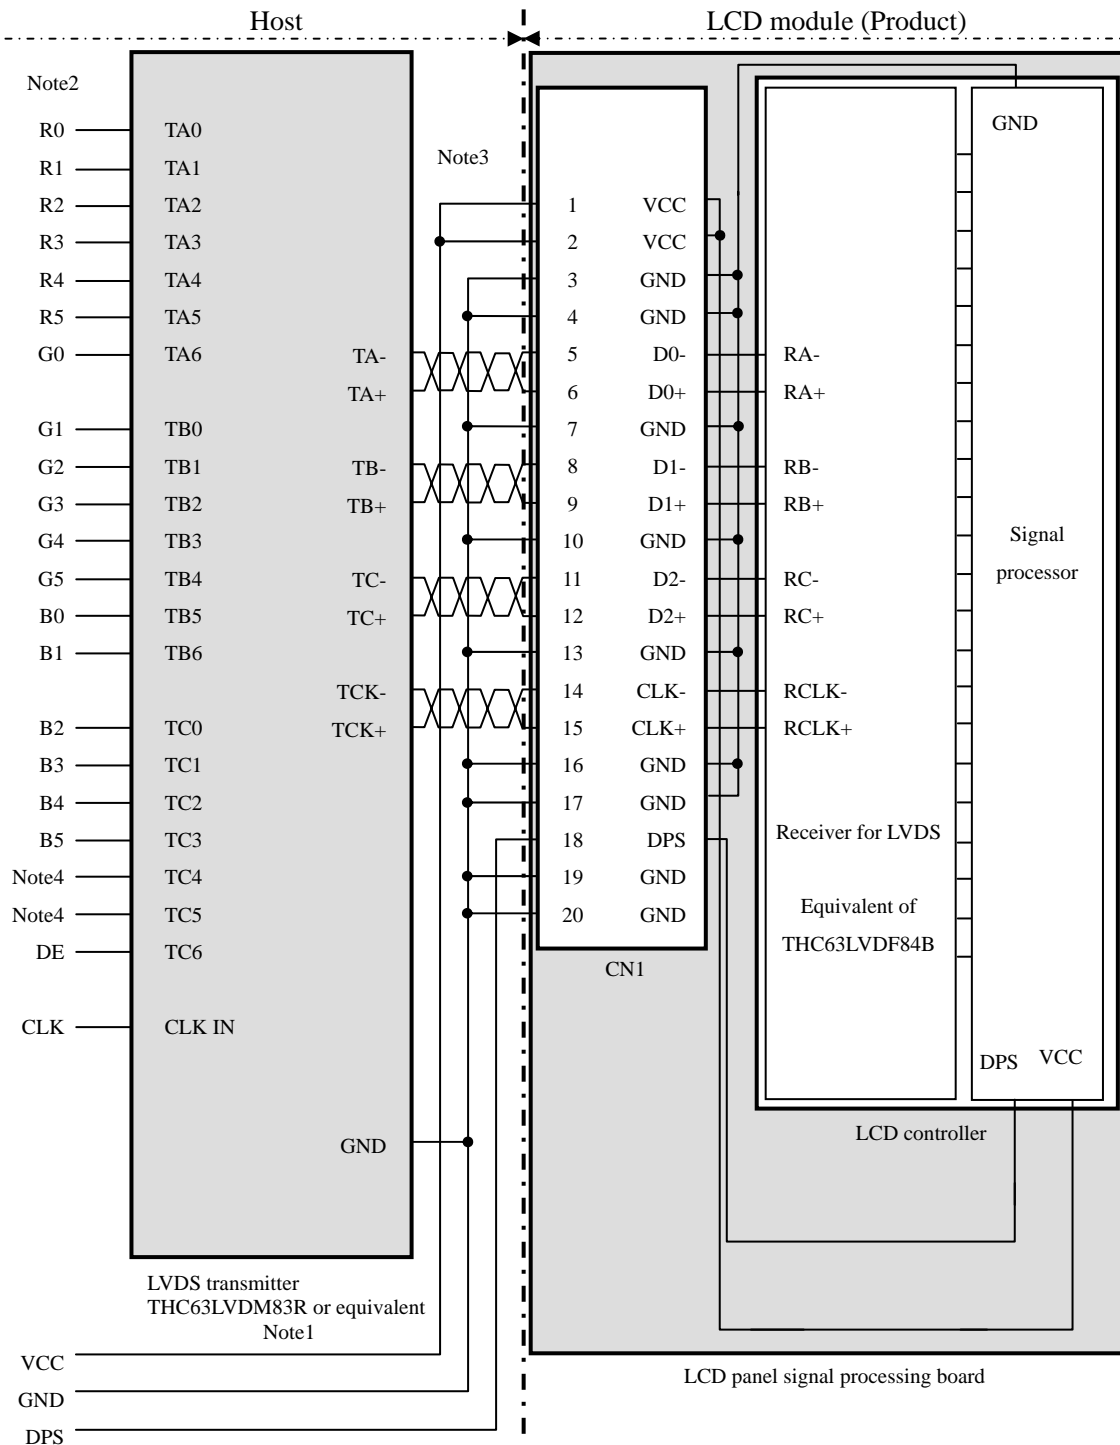 Host
LCD module (Product)
Note2
Note3
R0 TA0
R1 TA1
R2 TA2
R3 TA3
R4 TA4
R5 TA5
G0 TA6
G1 TB0
G2 TB1
G3 TB2
G4 TB3
G5 TB4
B0 TB5
B1 TB6
B2 TC0
B3 TC1
B4 TC2
B5 TC3
Note4 TC4
Note4 TC5
DE TC6
CLK CLK IN
TA-
TA+
TB-
TB+
TC-
TC+
TCK-
TCK+
GND
LVDS transmitter
THC63LVDM83R or equivalent
Note1
VCC
GND
DPS
1 VCC
2 VCC
3 GND
4 GND
5 D0-
6 D0+
7 GND
8 D1-
9 D1+
10 GND
11 D2-
12 D2+
13 GND
14 CLK-
15 CLK+
16 GND
17 GND
18 DPS
19 GND
20 GND
CN1
RA-
RA+
RB-
RB+
RC-
RC+
RCLK-
RCLK+
Receiver for LVDS
Equivalent of
THC63LVDF84B
GND
Signal
processor
DPS VCC
LCD controller
LCD panel signal processing board